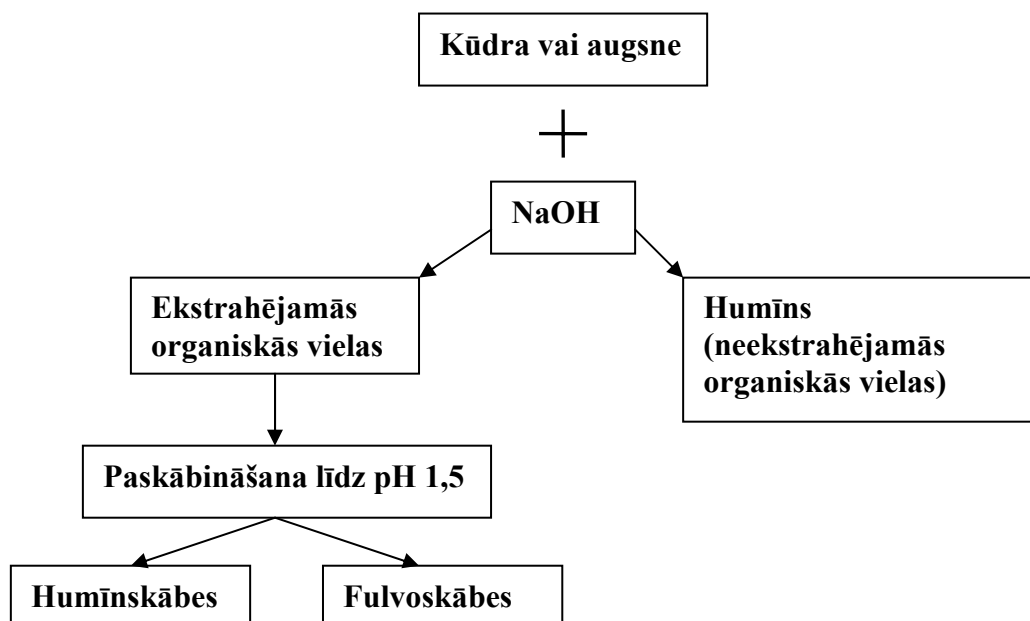 Kūdra vai augsne
+
NaOH
Ekstrahējamās
organiskās vielas
Humīns
(neekstrahējamās
organiskās vielas)
Paskābināšana līdz pH 1,5
Humīnskābes
Fulvoskābes